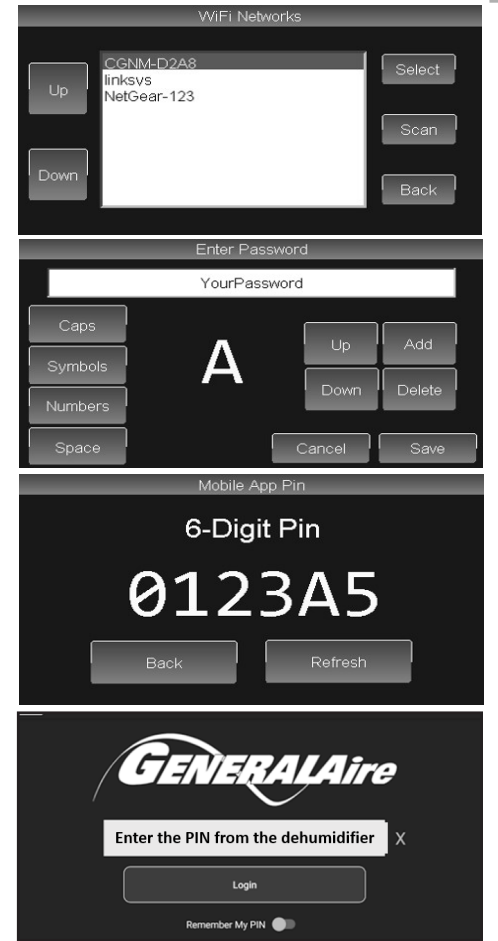 WiFi Networks
Up
Down
CGNM-D2A8
linksys
NetGear-123
Select
Scan
Back
Enter Password
YourPassword
Caps
Symbols
Numbers
Space
A
Up
Add
Down
Delete
Cancel
Save
Mobile App Pin
6-Digit Pin
0123A5
Back
Refresh
GENERALAire
Enter the PIN from the dehumidifier X
Login
Remember My PIN